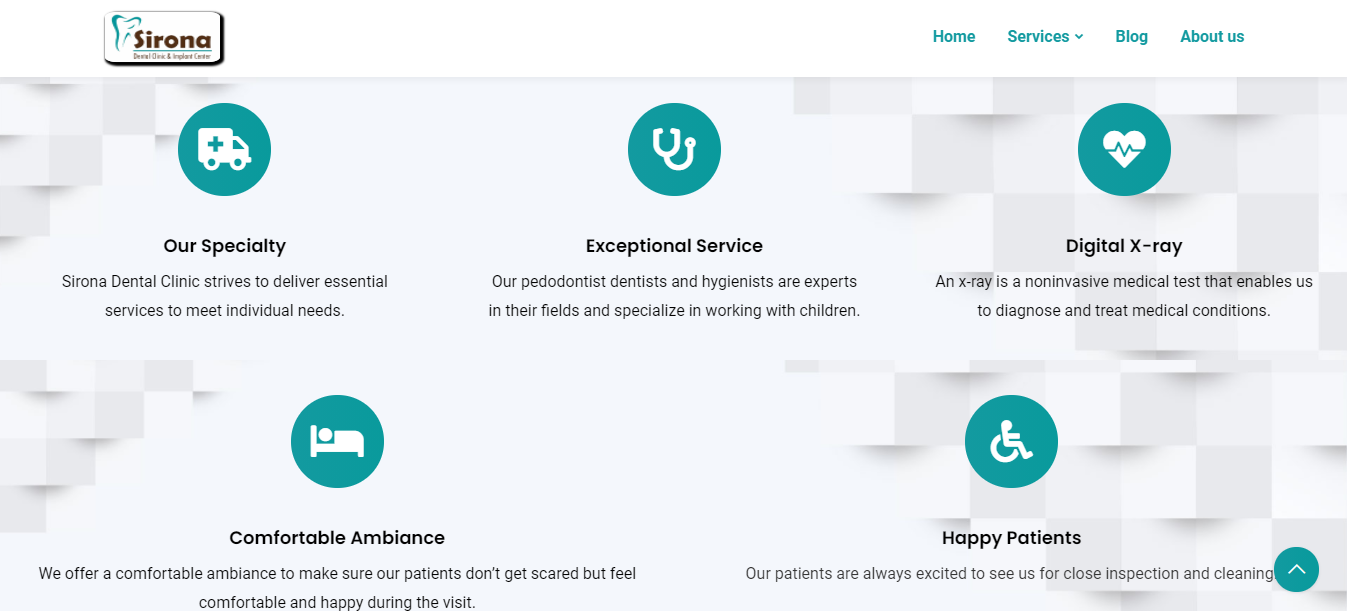 Sirona
Dental Clinic & Implant Center
Home Services Blog About us
Our Specialty
Sirona Dental Clinic strives to deliver essential
services to meet individual needs.
Exceptional Service
Our pedodontist dentists and hygienists are experts
in their fields and specialize in working with children.
Digital X-ray
An x-ray is a noninvasive medical test that enables us
to diagnose and treat medical conditions.
Comfortable Ambiance
We offer a comfortable ambiance to make sure our patients don’t get scared but feel
comfortable and happy during the visit.
Happy Patients
Our patients are always excited to see us for close inspection and cleaning.